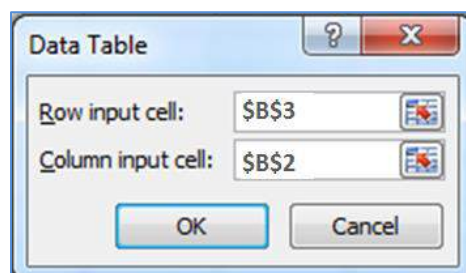 Data Table
?
Row input cell: $B$3
Column input cell: $B$2
OK Cancel